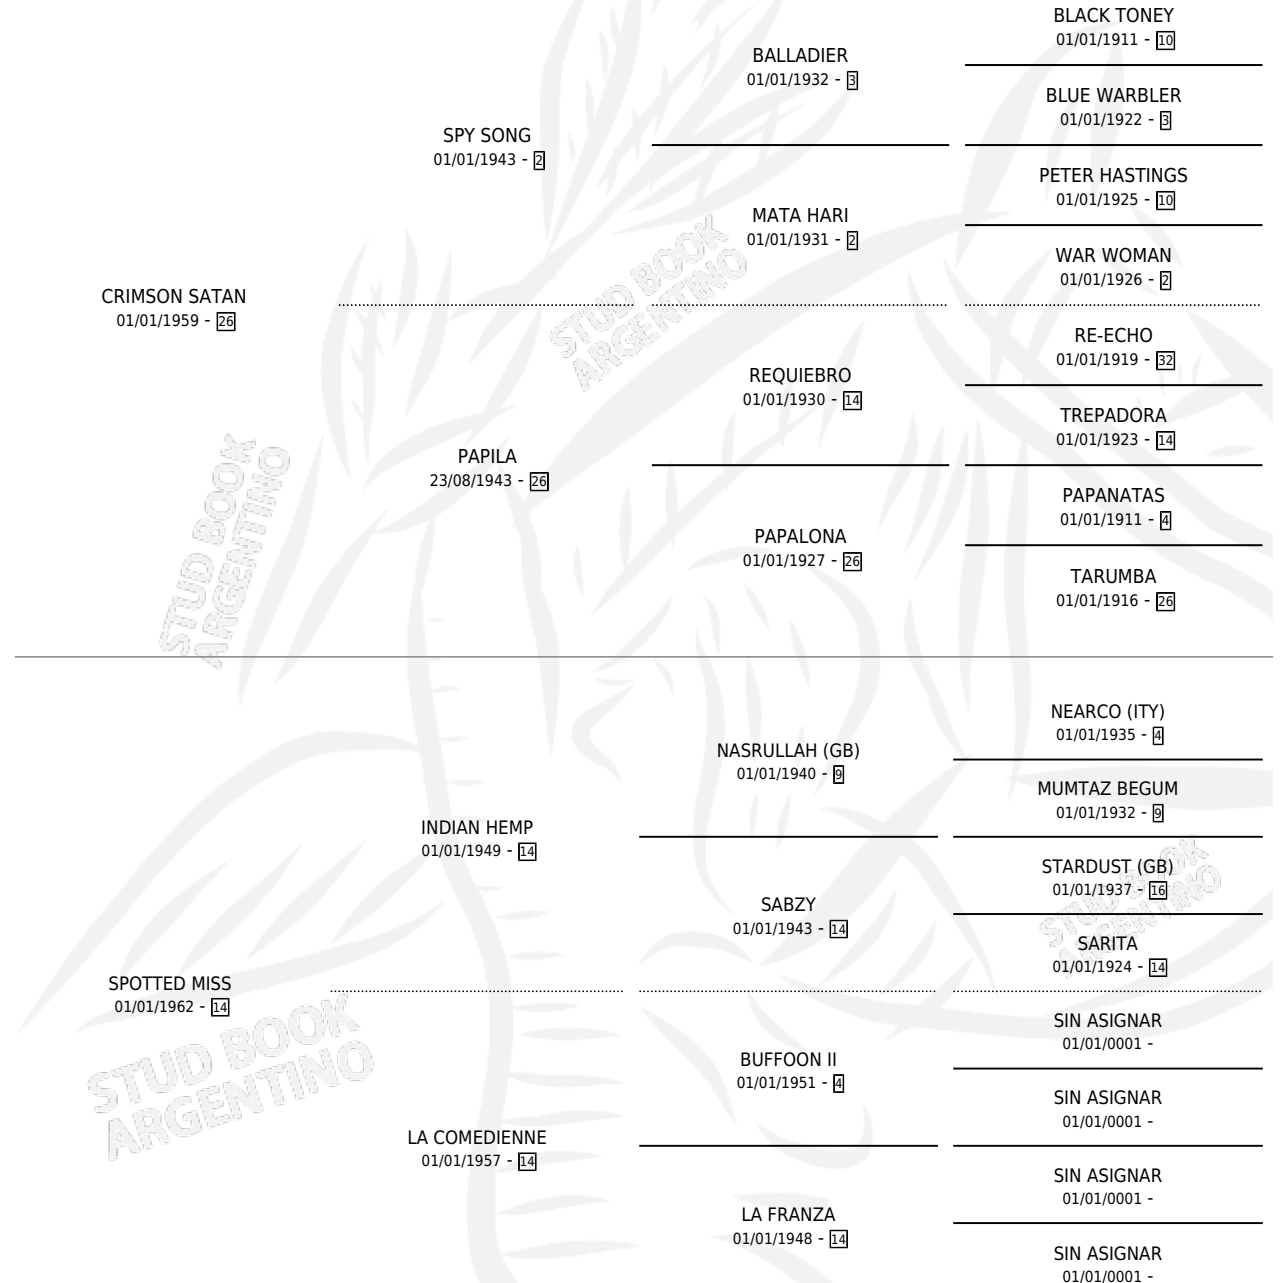 BLACK TONEY
01/01/1911 - 10
BALLADIER
01/01/1932 - 3
BLUE WARBLER
01/01/1922 - 3
SPY SONG
01/01/1943 - 2
PETER HASTINGS
01/01/1925 - 10
MATA HARI
01/01/1931 - 2
WAR WOMAN
01/01/1926 - 2
CRIMSON SATAN
01/01/1959 - 26
RE-ECHO
01/01/1919 - 32
REQUIEBRO
01/01/1930 - 14
TREPADORA
01/01/1923 - 14
PAPILA
23/08/1943 - 26
PAPANATAS
01/01/1911 - 4
PAPALONA
01/01/1927 - 26
TARUMBA
01/01/1916 - 26
STUD BOOK
ARGENTINO
STUD BOOK
ARGENTINO
NEARCO (ITY)
01/01/1935 - 4
NASRULLAH (GB)
01/01/1940 - 9
MUMTAZ BEGUM
01/01/1932 - 9
INDIAN HEMP
01/01/1949 - 14
STARDUST (GB)
01/01/1937 - 16
SABZY
01/01/1943 - 14
SARITA
01/01/1924 - 14
SPOTTED MISS
01/01/1962 - 14
SIN ASIGNAR
01/01/0001 -
BUFFOON II
01/01/1951 - 4
SIN ASIGNAR
01/01/0001 -
LA COMEDIENNE
01/01/1957 - 14
SIN ASIGNAR
01/01/0001 -
LA FRANZA
01/01/1948 - 14
SIN ASIGNAR
01/01/0001 -
STUD BOOK
ARGENTINO
STUD BOOK
ARGENTINO